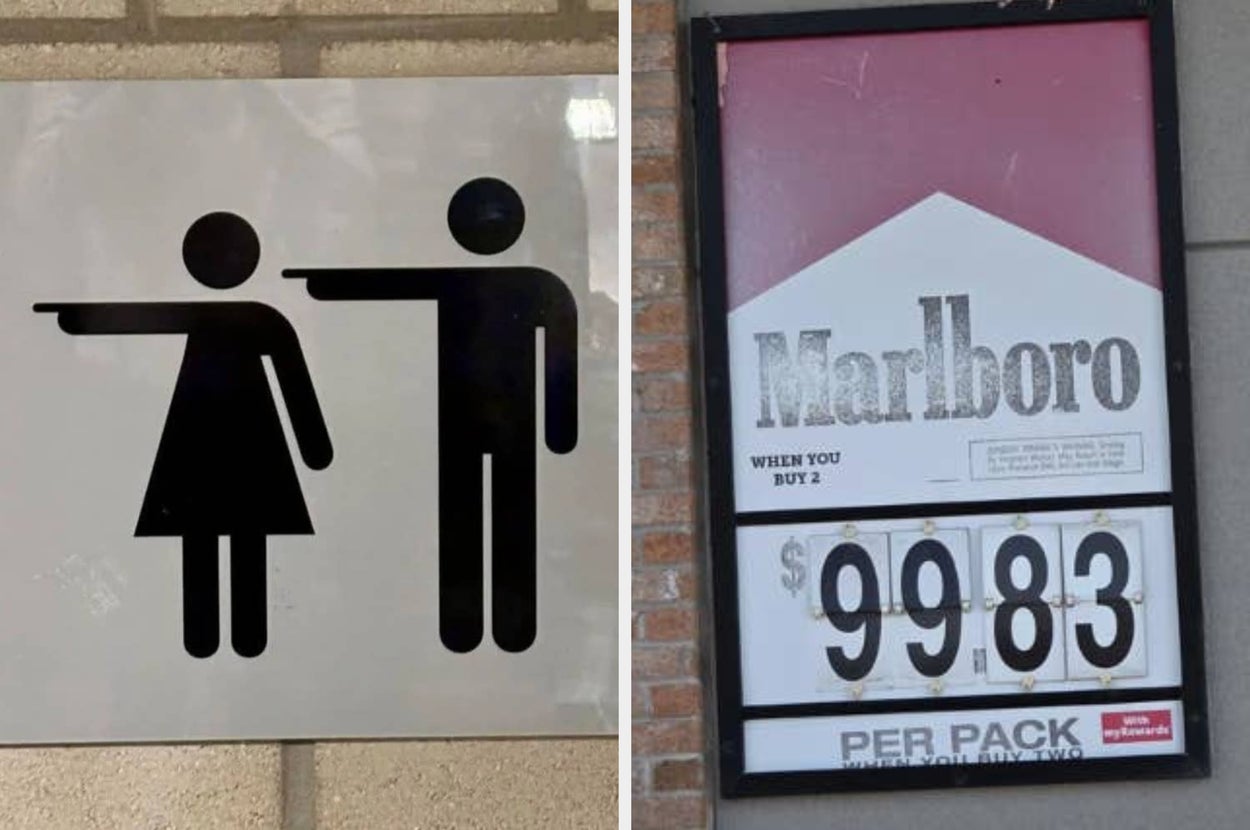 Marlboro
WHEN YOU
BUY 2
$ 99 83
PER PACK
WHEN YOU BUY TWO
With
myRewards